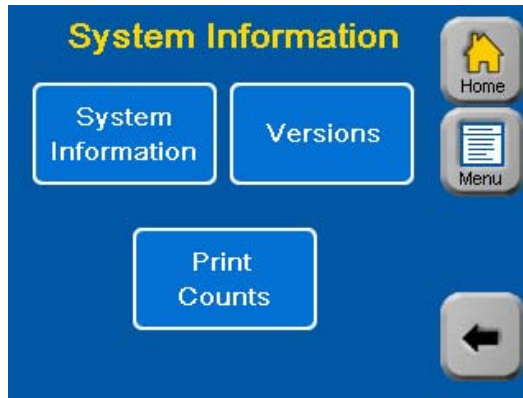 System Information
Home
System
Information
Versions
Menu
Print
Counts